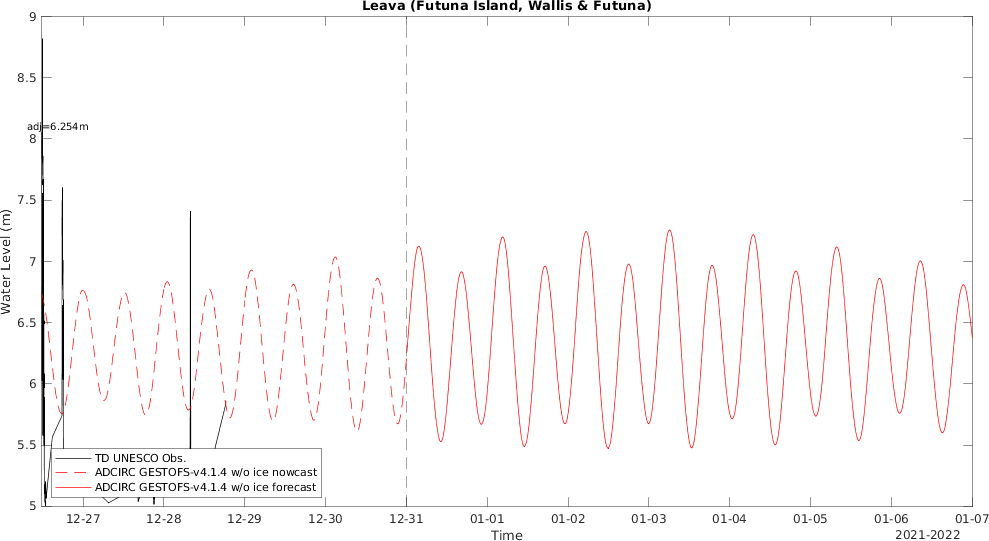 Leava (Futuna Island, Wallis & Futuna)
9
8.5
adj=6.254m
8
7.5
7
6.5
6
5.5
5
Water Level (m)
TD UNESCO Obs.
ADCIRC GESTOFS-v4.1.4 w/o ice nowcast
ADCIRC GESTOFS-v4.1.4 w/o ice forecast
12-27 12-28 12-29 12-30 12-31 01-01 01-02 01-03 01-04 01-05 01-06 01-07
Time
2021-2022